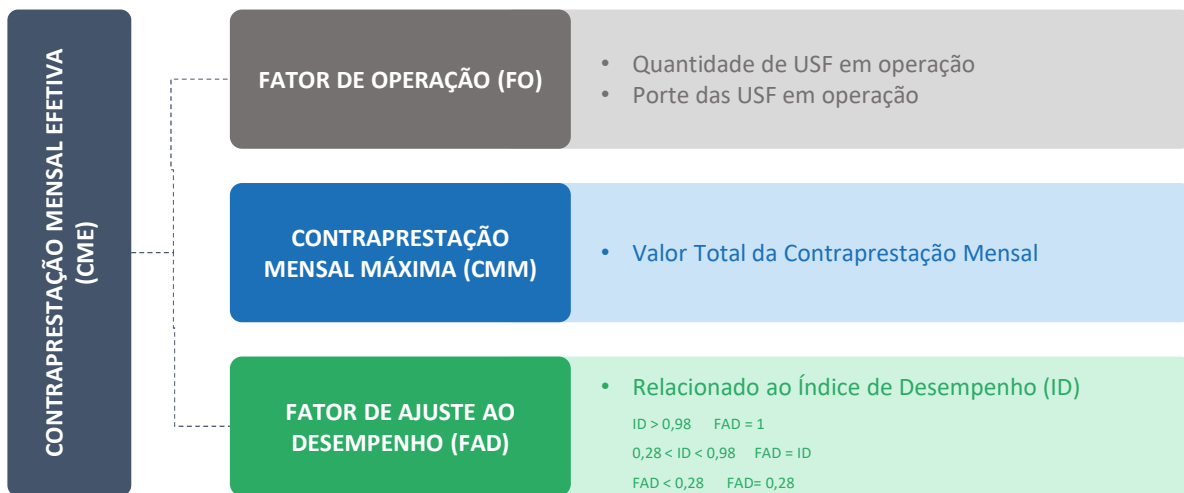 CONTRAPRESTAÇÃO MENSAL EFETIVA
(CME)
FATOR DE OPERAÇÃO (FO)
• Quantidade de USF em operação
• Porte das USF em operação
CONTRAPRESTAÇÃO
MENSAL MÁXIMA (CMM)
• Valor Total da Contraprestação Mensal
FATOR DE AJUSTE AO
DESEMPENHO (FAD)
• Relacionado ao Índice de Desempenho (ID)
ID > 0,98 FAD = 1
0,28 < ID < 0,98 FAD = ID
FAD < 0,28 FAD= 0,28